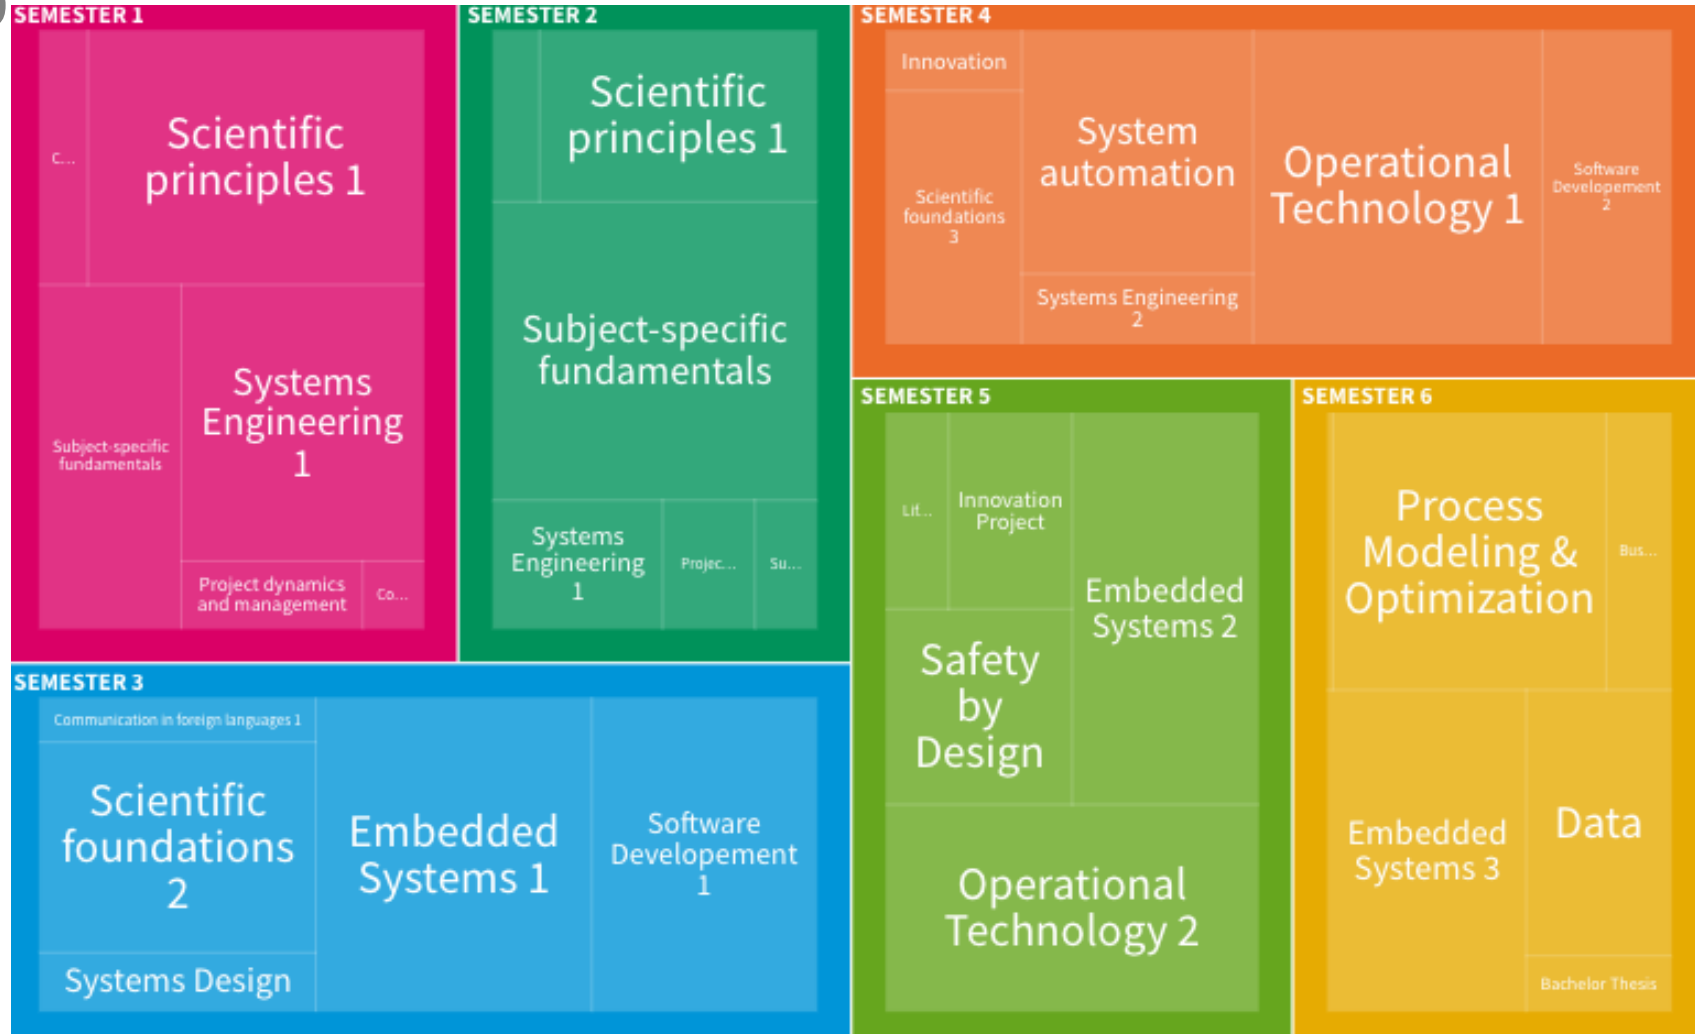 SEMESTER 1
C...
Scientific
principles 1
Subject-specific
fundamentals
Systems
Engineering
1
Project dynamics
and management
Co...
SEMESTER 2
Scientific
principles 1
Subject-specific
fundamentals
Systems
Engineering
1
Projec...
Su...
SEMESTER 3
Communication in foreign languages 1
Scientific
foundations
2
Systems Design
Embedded
Systems 1
Software
Developement
1
SEMESTER 4
Innovation
Scientific
foundations
3
System
automation
Systems Engineering
2
Operational
Technology 1
Software
Developement
2
SEMESTER 5
Lif...
Innovation
Project
Embedded
Systems 2
Safety
by
Design
Operational
Technology 2
SEMESTER 6
Process
Modeling &
Optimization
Bus...
Embedded
Systems 3
Data
Bachelor Thesis